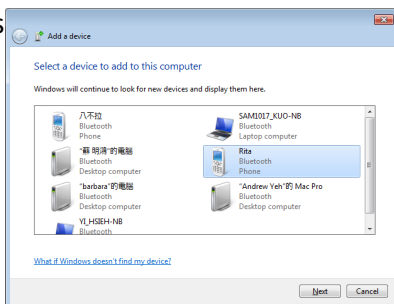 s
Add a device
Select a device to add to this computer
Windows will continue to look for new devices and display them here.
八不拉
Bluetooth
Phone
SAM1017_KUO-NB
Bluetooth
Laptop computer
"蘇 明鴻"的電腦
Bluetooth
Desktop computer
Rita
Bluetooth
Phone
"barbara"的電腦
Bluetooth
Desktop computer
"Andrew Yeh"的 Mac Pro
Bluetooth
Desktop computer
YI_HSIEH-NB
Bluetooth
What if Windows doesn't find my device?
Next
Cancel